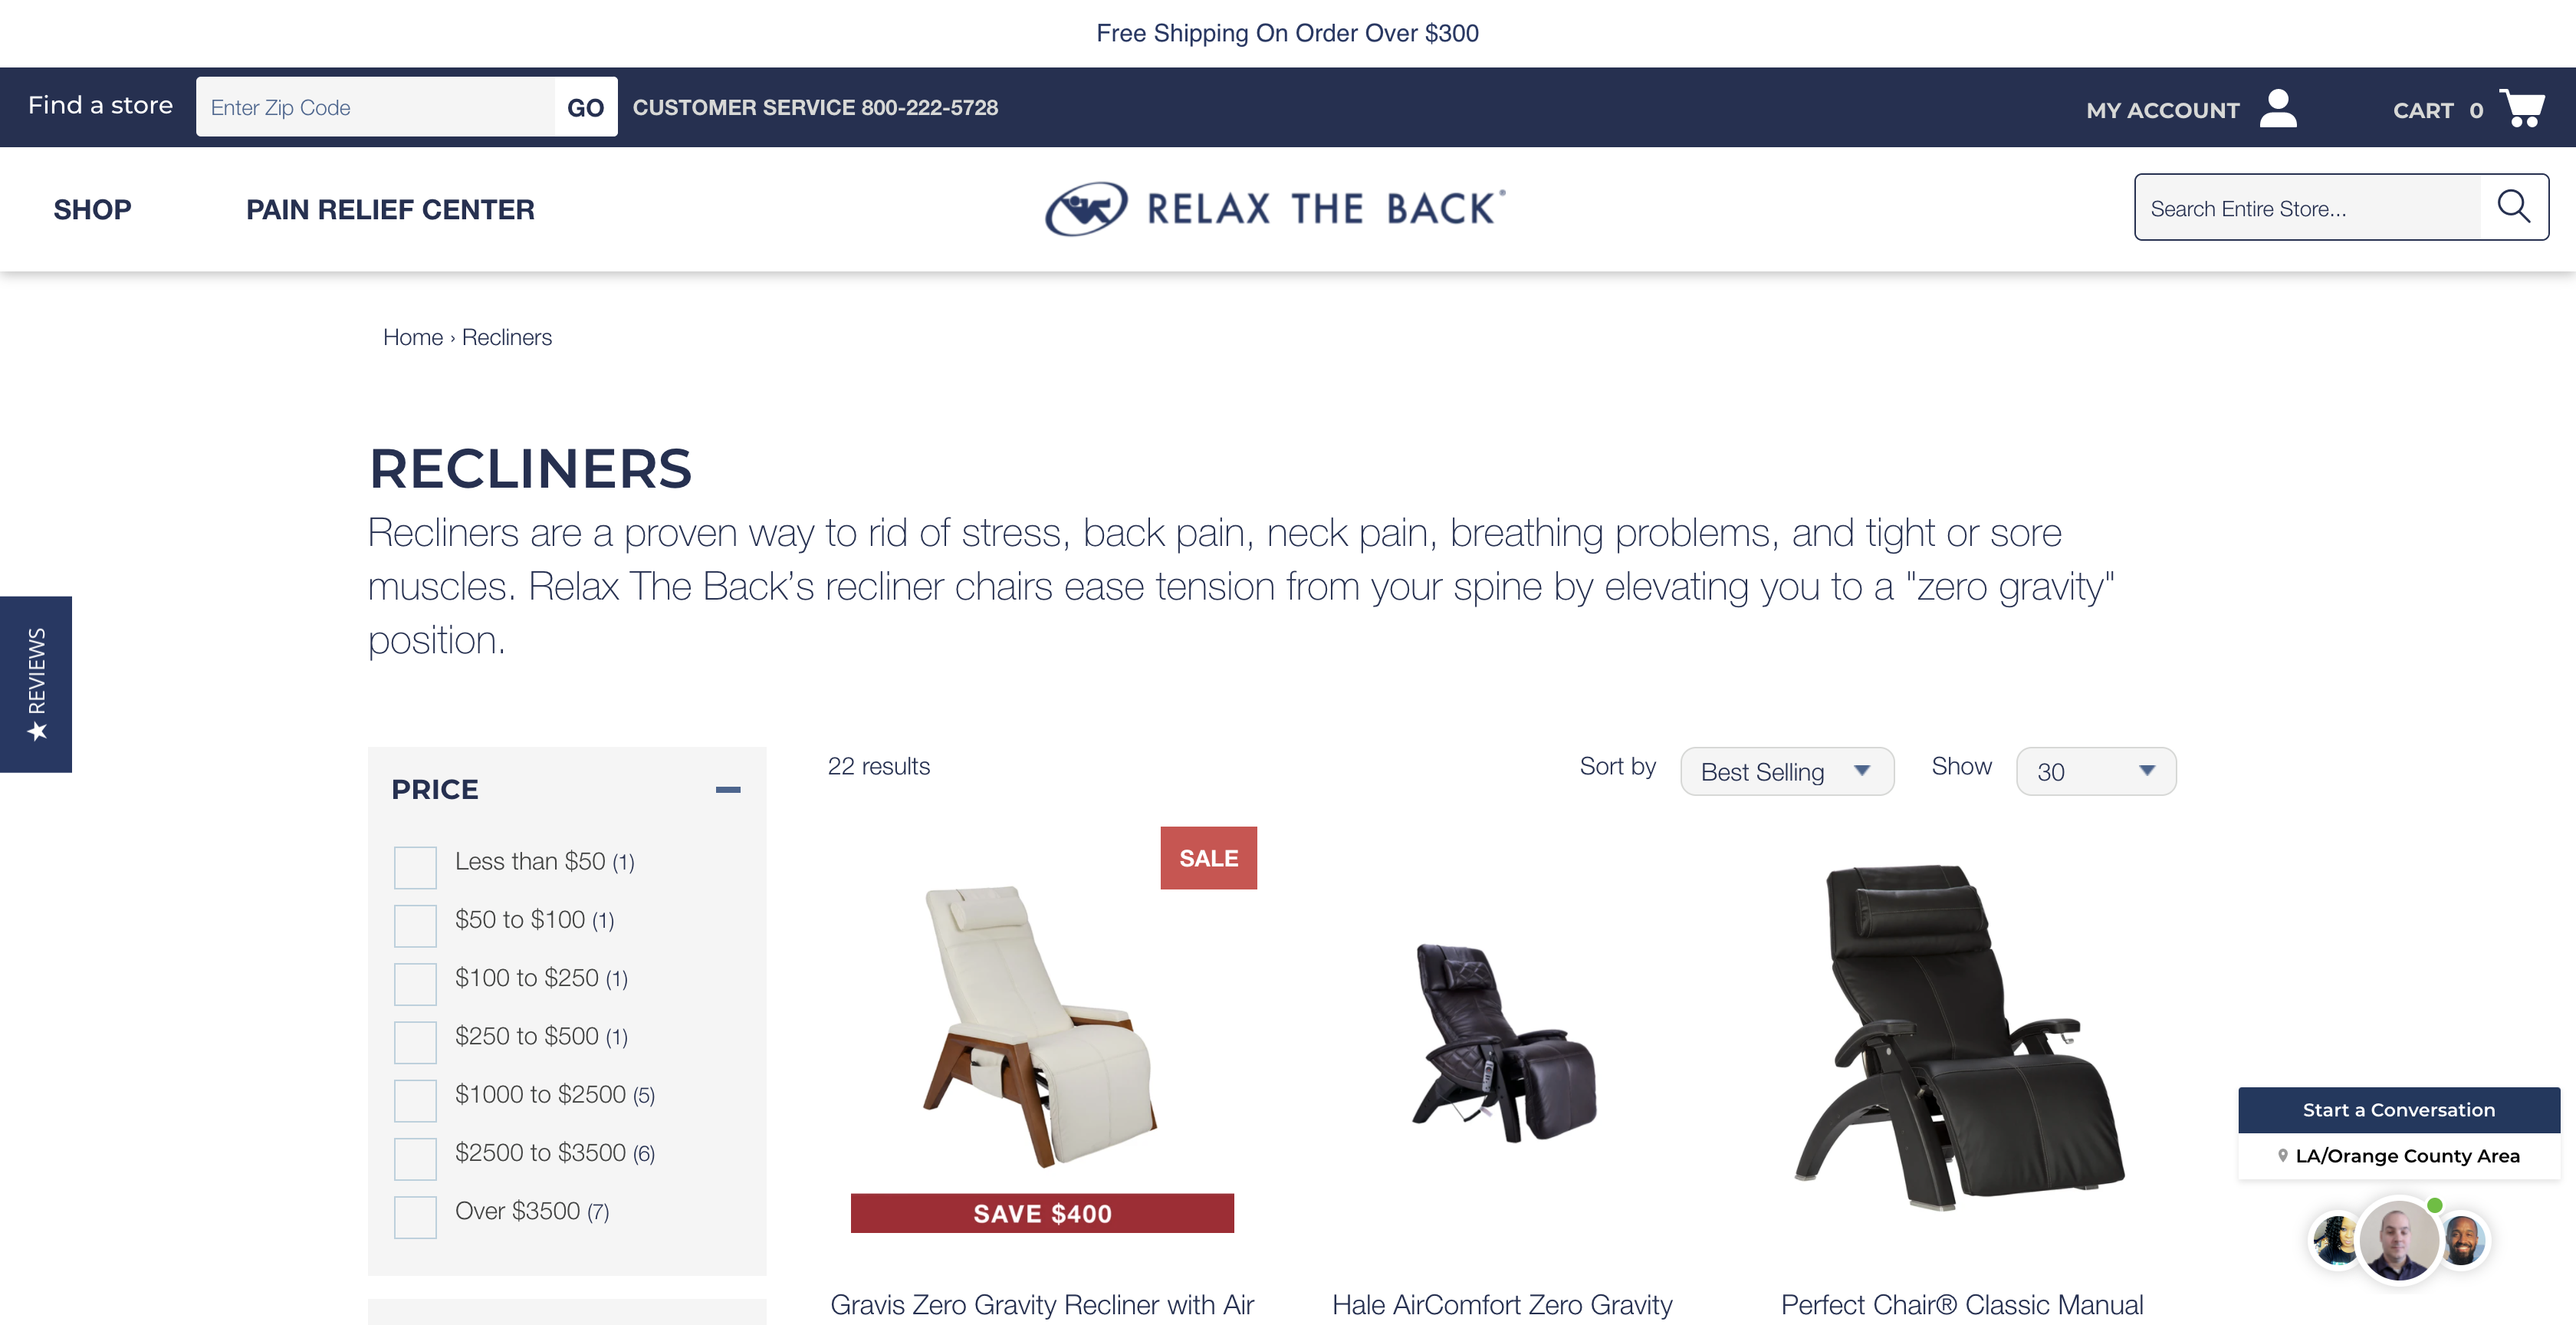 Free Shipping On Order Over $300
Find a store
Enter Zip Code
GO
CUSTOMER SERVICE 800-222-5728
MY ACCOUNT
CART 0
SHOP
PAIN RELIEF CENTER
RELAX THE BACK®
Search Entire Store...
Home › Recliners
RECLINERS
Recliners are a proven way to rid of stress, back pain, neck pain, breathing problems, and tight or sore
muscles. Relax The Back’s recliner chairs ease tension from your spine by elevating you to a "zero gravity"
position.
★ REVIEWS
PRICE
Less than $50 (1)
$50 to $100 (1)
$100 to $250 (1)
$250 to $500 (1)
$1000 to $2500 (5)
$2500 to $3500 (6)
Over $3500 (7)
22 results
Sort by
Best Selling
Show
30
SALE
SAVE $400
Gravis Zero Gravity Recliner with Air
Hale AirComfort Zero Gravity
Perfect Chair® Classic Manual
Start a Conversation
LA/Orange County Area